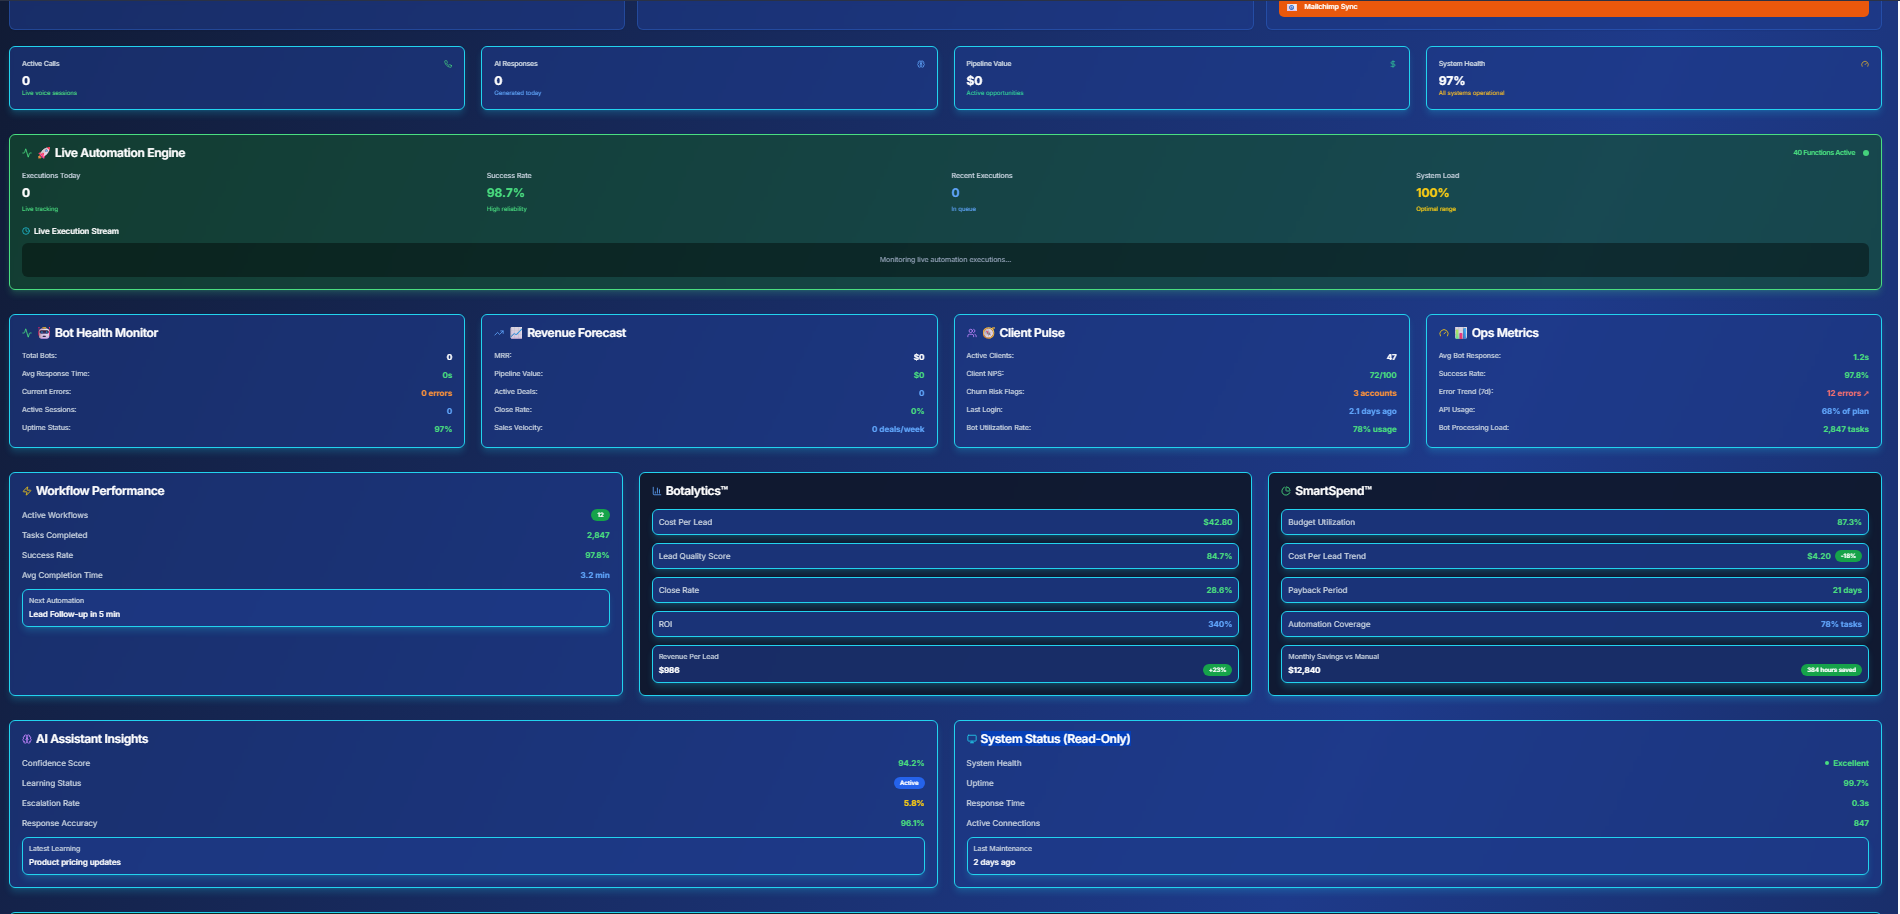 Mailchimp Sync
Active Calls
0
Live voice sessions
AI Responses
0
Generated today
Pipeline Value
$
$0
Active opportunities
System Health
97%
All systems operational
🚀 Live Automation Engine
40 Functions Active
Executions Today
0
Live tracking
Success Rate
98.7%
High reliability
Recent Executions
0
In queue
System Load
100%
Optimal range
Live Execution Stream
Monitoring live automation executions...
Bot Health Monitor
Total Bots: 0
Avg Response Time: 0s
Current Errors: 0 errors
Active Sessions: 0
Uptime Status: 97%
📈 Revenue Forecast
MRR: $0
Pipeline Value: $0
Active Deals: 0
Close Rate: 0%
Sales Velocity: 0 deals/week
🧭 Client Pulse
Active Clients: 47
Client NPS: 72/100
Churn Risk Flags: 3 accounts
Last Login: 2.1 days ago
Bot Utilization Rate: 78% usage
📊 Ops Metrics
Avg Bot Response: 1.2s
Success Rate: 97.8%
Error Trend (7d): 12 errors ↗
API Usage: 68% of plan
Bot Processing Load: 2,847 tasks
Workflow Performance
Active Workflows 12
Tasks Completed 2,847
Success Rate 97.8%
Avg Completion Time 3.2 min
Next Automation
Lead Follow-up in 5 min
Botalytics™
Cost Per Lead $42.80
Lead Quality Score 84.7%
Close Rate 28.6%
ROI 340%
Revenue Per Lead
$986 +23%
SmartSpend™
Budget Utilization 87.3%
Cost Per Lead Trend $4.20 -18%
Payback Period 21 days
Automation Coverage 78% tasks
Monthly Savings vs Manual
$12,840 384 hours saved
AI Assistant Insights
Confidence Score 94.2%
Learning Status Active
Escalation Rate 5.8%
Response Accuracy 96.1%
Latest Learning
Product pricing updates
System Status (Read-Only)
System Health Excellent
Uptime 99.7%
Response Time 0.3s
Active Connections 847
Last Maintenance
2 days ago